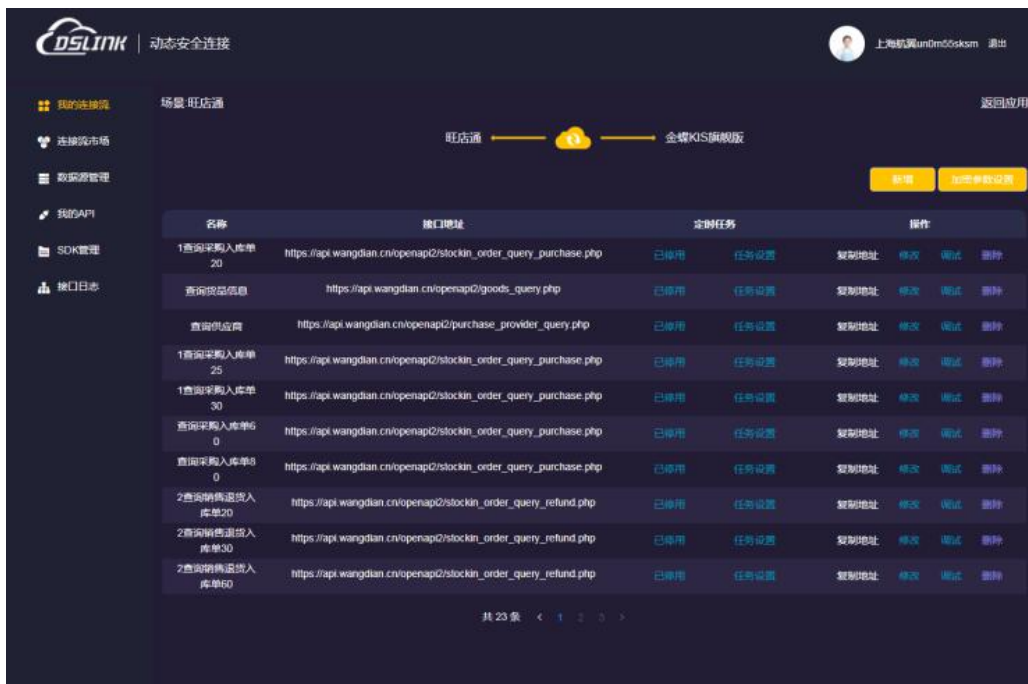 DSLINK 动态安全连接
上海航翼un0m55sksm 退出
我的连接流
连接流市场
数据源管理
我的API
SDK管理
接口日志
场景:旺店通
返回应用
旺店通
金蝶KIS旗舰版
新增 加密参数设置
名称 接口地址 定时任务 操作
1查询采购入库单
20
https://api.wangdian.cn/openapi2/stockin_order_query_purchase.php 已停用 任务设置 复制地址 修改 调试 删除
查询货品信息 https://api.wangdian.cn/openapi2/goods_query.php 已停用 任务设置 复制地址 修改 调试 删除
查询供应商 https://api.wangdian.cn/openapi2/purchase_provider_query.php 已停用 任务设置 复制地址 修改 调试 删除
1查询采购入库单
25
https://api.wangdian.cn/openapi2/stockin_order_query_purchase.php 已停用 任务设置 复制地址 修改 调试 删除
1查询采购入库单
30
https://api.wangdian.cn/openapi2/stockin_order_query_purchase.php 已停用 任务设置 复制地址 修改 调试 删除
查询采购入库单6
0
https://api.wangdian.cn/openapi2/stockin_order_query_purchase.php 已停用 任务设置 复制地址 修改 调试 删除
查询采购入库单8
0
https://api.wangdian.cn/openapi2/stockin_order_query_purchase.php 已停用 任务设置 复制地址 修改 调试 删除
2查询销售退货入
库单20
https://api.wangdian.cn/openapi2/stockin_order_query_refund.php 已停用 任务设置 复制地址 修改 调试 删除
2查询销售退货入
库单30
https://api.wangdian.cn/openapi2/stockin_order_query_refund.php 已停用 任务设置 复制地址 修改 调试 删除
2查询销售退货入
库单60
https://api.wangdian.cn/openapi2/stockin_order_query_refund.php 已停用 任务设置 复制地址 修改 调试 删除
共 23 条 < 1 2 3 >